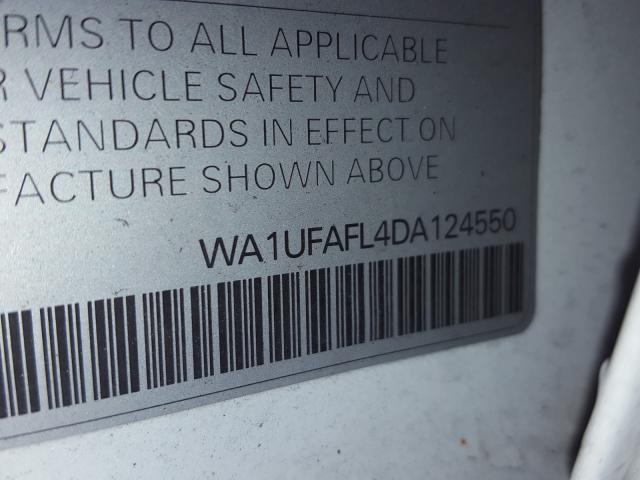 RMS TO ALL APPLICABLE
R VEHICLE SAFETY AND
STANDARDS IN EFFECT ON
FACTURE SHOWN ABOVE
WA1UFAFL4DA124550